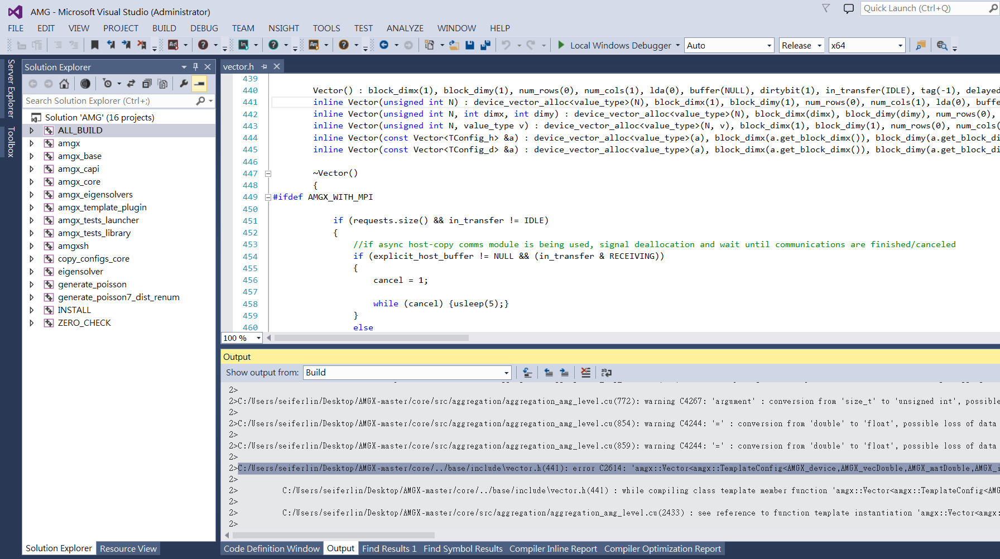 AMG - Microsoft Visual Studio (Administrator)
Quick Launch (Ctrl+Q)
FILE EDIT VIEW PROJECT BUILD DEBUG TEAM NSIGHT TOOLS TEST ANALYZE WINDOW HELP
Local Windows Debugger Auto Release x64
Server Explorer
Toolbox
Solution Explorer
Search Solution Explorer (Ctrl+;)
Solution 'AMG' (16 projects)
ALL_BUILD
amgx
amgx_base
amgx_capi
amgx_core
amgx_eigensolvers
amgx_template_plugin
amgx_tests_launcher
amgx_tests_library
amgxsh
copy_configs_core
eigensolver
generate_poisson
generate_poisson7_dist_renum
INSTALL
ZERO_CHECK
Solution Explorer Resource View
vector.h
439
440 Vector() : block_dimx(1), block_dimy(1), num_rows(0), num_cols(1), lda(0), buffer(NULL), dirtybit(1), in_transfer(IDLE), tag(-1), delayed
441 inline Vector(unsigned int N) : device_vector_alloc<value_type>(N), block_dimx(1), block_dimy(1), num_rows(0), num_cols(1), lda(0), buffe
442 inline Vector(unsigned int N, int dimx, int dimy) : device_vector_alloc<value_type>(N), block_dimx(dimx), block_dimy(dimy), num_rows(0),
443 inline Vector(unsigned int N, value_type v) : device_vector_alloc<value_type>(N, v), block_dimx(1), block_dimy(1), num_rows(0), num_cols(
444 inline Vector(const Vector<TConfig_h> &a) : device_vector_alloc<value_type>(a), block_dimx(a.get_block_dimx()), block_dimy(a.get_block_di
445 inline Vector(const Vector<TConfig_d> &a) : device_vector_alloc<value_type>(a), block_dimx(a.get_block_dimx()), block_dimy(a.get_block_di
446
447 ~Vector()
448 {
449 #ifdef AMGX_WITH_MPI
450
451 if (requests.size() && in_transfer != IDLE)
452 {
453 //if async host-copy comms module is being used, signal deallocation and wait until communications are finished/canceled
454 if (explicit_host_buffer != NULL && (in_transfer & RECEIVING))
455 {
456 cancel = 1;
457
458 while (cancel) {usleep(5);}
459 }
460 else
100 %
Output
Show output from: Build
2>
2>C:/Users/seiferlin/Desktop/AMGX-master/core/src/aggregation/aggregation_amg_level.cu(772): warning C4267: 'argument' : conversion from 'size_t' to 'unsigned int', possible
2>
2>C:/Users/seiferlin/Desktop/AMGX-master/core/src/aggregation/aggregation_amg_level.cu(854): warning C4244: '=' : conversion from 'double' to 'float', possible loss of data
2>
2>C:/Users/seiferlin/Desktop/AMGX-master/core/src/aggregation/aggregation_amg_level.cu(859): warning C4244: '=' : conversion from 'double' to 'float', possible loss of data
2>
2>C:/Users/seiferlin/Desktop/AMGX-master/core/../base/include\vector.h(441): error C2614: 'amgx::Vector<amgx::TemplateConfig<AMGX_device,AMGX_vecDouble,AMGX_matDouble,AMGX_i
2>
2> C:/Users/seiferlin/Desktop/AMGX-master/core/../base/include\vector.h(441) : while compiling class template member function 'amgx::Vector<amgx::TemplateConfig<AMG
2>
2> C:/Users/seiferlin/Desktop/AMGX-master/core/src/aggregation/aggregation_amg_level.cu(2433) : see reference to function template instantiation 'amgx::Vector<amgx:
2>
Code Definition Window Output Find Results 1 Find Symbol Results Compiler Inline Report Compiler Optimization Report